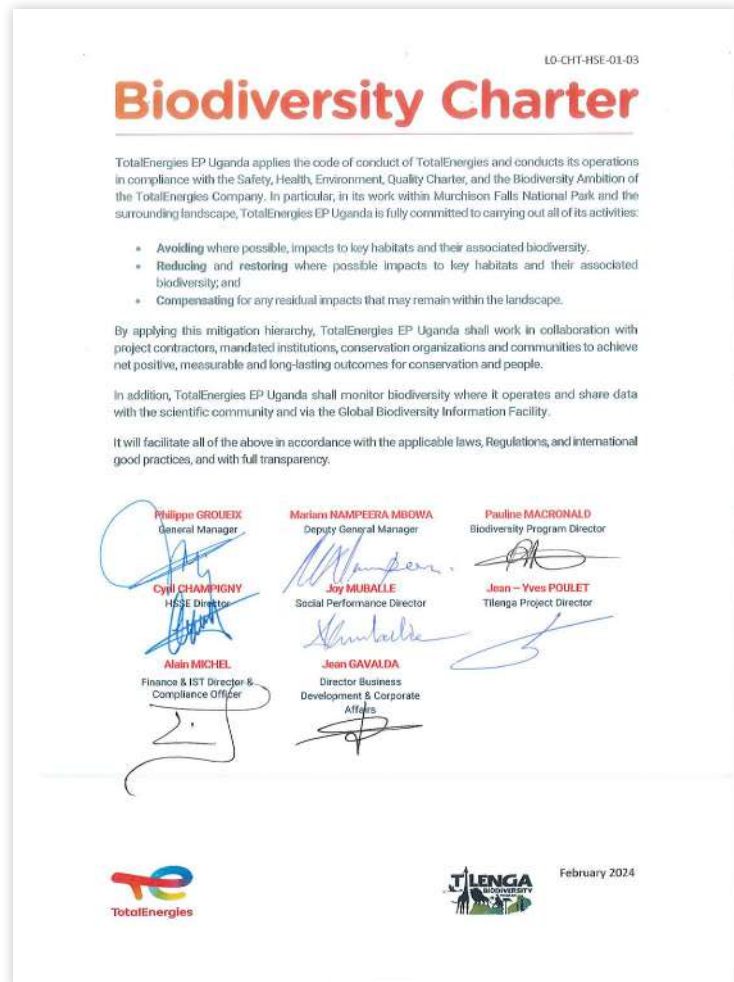 L0-CHT-HSE-01-03
Biodiversity Charter
TotalEnergies EP Uganda applies the code of conduct of TotalEnergies and conducts its operations
in compliance with the Safety, Health, Environment, Quality Charter, and the Biodiversity Ambition of
the TotalEnergies Company. In particular, in its work within Murchison Falls National Park and the
surrounding landscape, TotalEnergies EP Uganda is fully committed to carrying out all of its activities:
• Avoiding where possible, impacts to key habitats and their associated biodiversity.
• Reducing and restoring where possible impacts to key habitats and their associated
biodiversity; and
• Compensating for any residual impacts that may remain within the landscape.
By applying this mitigation hierarchy, TotalEnergies EP Uganda shall work in collaboration with
project contractors, mandated institutions, conservation organizations and communities to achieve
net positive, measurable and long-lasting outcomes for conservation and people.
In addition, TotalEnergies EP Uganda shall monitor biodiversity where it operates and share data
with the scientific community and via the Global Biodiversity Information Facility.
It will facilitate all of the above in accordance with the applicable laws, Regulations, and international
good practices, and with full transparency.
Philippe GROUEIX
General Manager
Mariam NAMPEERA MBOWA
Deputy General Manager
Pauline MACRONALD
Biodiversity Program Director
Cyril CHAMPIGNY
HSSE Director
Joy MUBALLE
Social Performance Director
Jean – Yves POULET
Tilenga Project Director
Alain MICHEL
Finance & IST Director &
Compliance Officer
Jean GAVALDA
Director Business
Development & Corporate
Affairs
TotalEnergies
TILENGA
BIODIVERSITY
February 2024